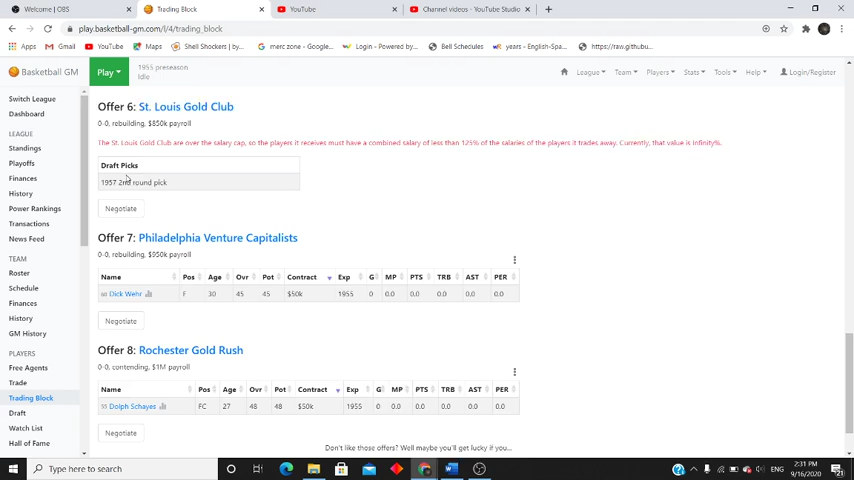 Welcome | OBS
Trading Block
YouTube
Channel videos - YouTube Studio
play.basketball-gm.com/l/4/trading_block
Apps
Gmail
YouTube
Maps
Shell Shockers | by...
merc zone - Google...
Login - Powered by...
Bell Schedules
years - English-Spa...
https://raw.githubu...
Basketball GM
Play
1955 preseason
Idle
League
Team
Players
Stats
Tools
Help
Login/Register
Switch League
Dashboard
LEAGUE
Standings
Playoffs
Finances
History
Power Rankings
Transactions
News Feed
TEAM
Roster
Schedule
Finances
History
GM History
PLAYERS
Free Agents
Trade
Trading Block
Draft
Watch List
Hall of Fame
Offer 6: St. Louis Gold Club
0-0, rebuilding, $850k payroll
The St. Louis Gold Club are over the salary cap, so the players it receives must have a combined salary of less than 125% of the salaries of the players it trades away. Currently, that value is Infinity%.
Draft Picks
1957 2nd round pick
Negotiate
Offer 7: Philadelphia Venture Capitalists
0-0, rebuilding, $950k payroll
Name Pos Age Ovr Pot Contract Exp G MP PTS TRB AST PER
Dick Wehr F 30 45 45 $50k 1955 0 0.0 0.0 0.0 0.0 0.0
Negotiate
Offer 8: Rochester Gold Rush
0-0, contending, $1M payroll
Name Pos Age Ovr Pot Contract Exp G MP PTS TRB AST PER
Dolph Schayes FC 27 48 48 $50k 1955 0 0.0 0.0 0.0 0.0 0.0
Negotiate
Don't like those offers? Well maybe you'll get lucky if you...
Type here to search
2:31 PM
9/16/2020
21